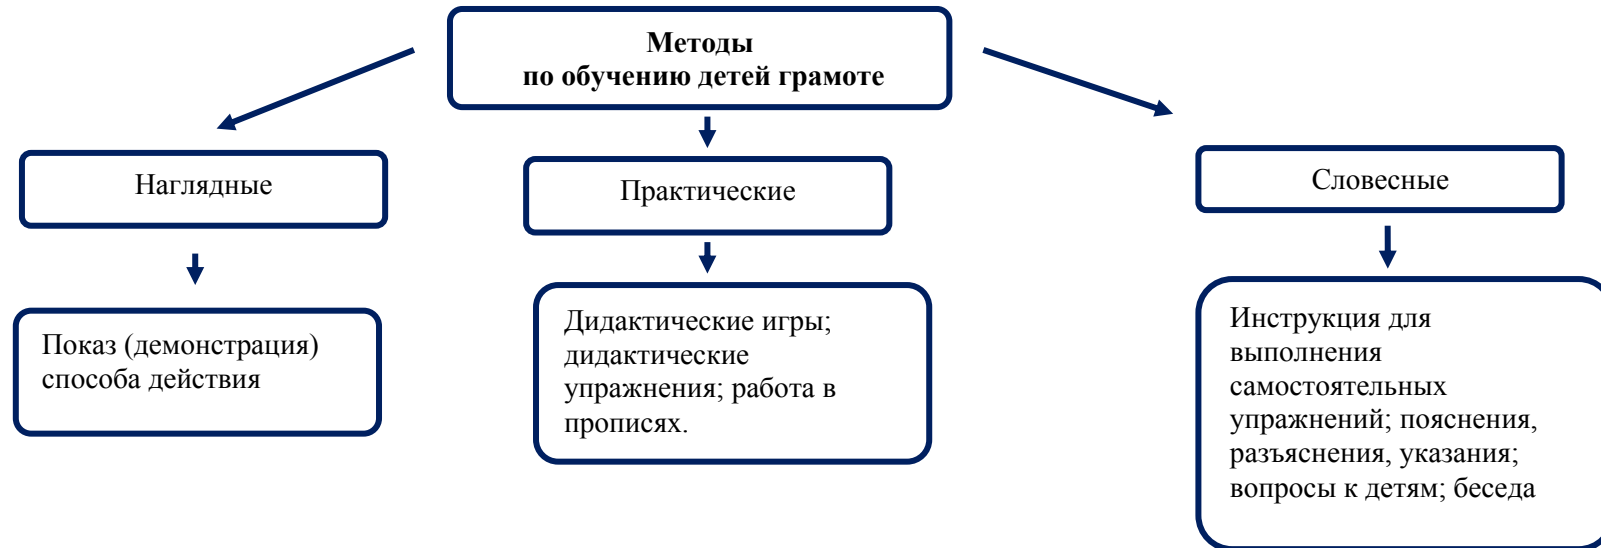 Методы
по обучению детей грамоте
Наглядные
Практические
Словесные
Показ (демонстрация)
способа действия
Дидактические игры;
дидактические
упражнения; работа в
прописях.
Инструкция для
выполнения
самостоятельных
упражнений; пояснения,
разъяснения, указания;
вопросы к детям; беседа